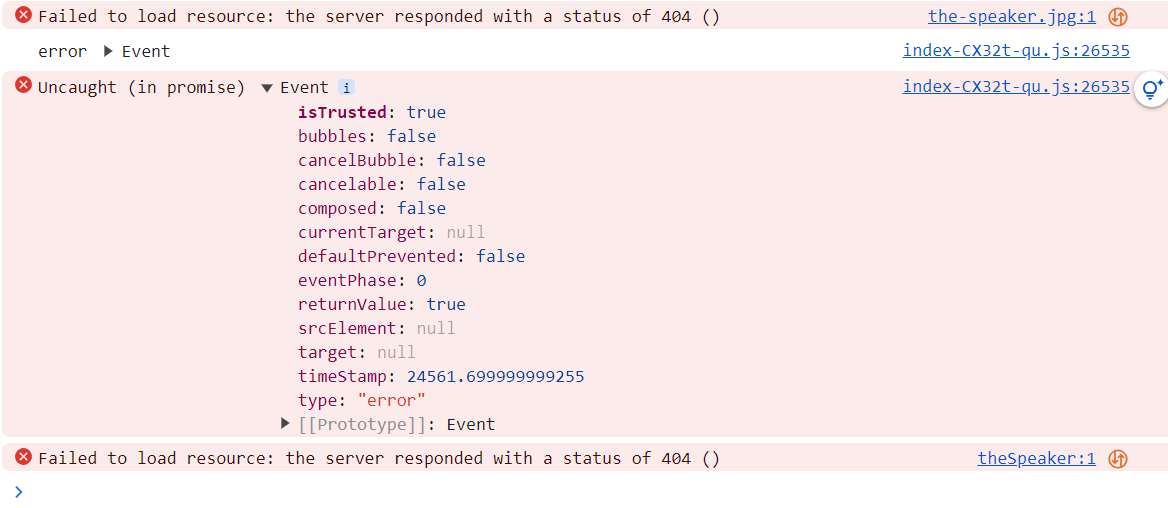 Failed to load resource: the server responded with a status of 404 () the-speaker.jpg:1
error ▶ Event index-CX32t-qu.js:26535
Uncaught (in promise) ▼ Event i index-CX32t-qu.js:26535
isTrusted: true
bubbles: false
cancelBubble: false
cancelable: false
composed: false
currentTarget: null
defaultPrevented: false
eventPhase: 0
returnValue: true
srcElement: null
target: null
timeStamp: 24561.699999999255
type: "error"
▶ [[Prototype]]: Event
Failed to load resource: the server responded with a status of 404 () theSpeaker:1